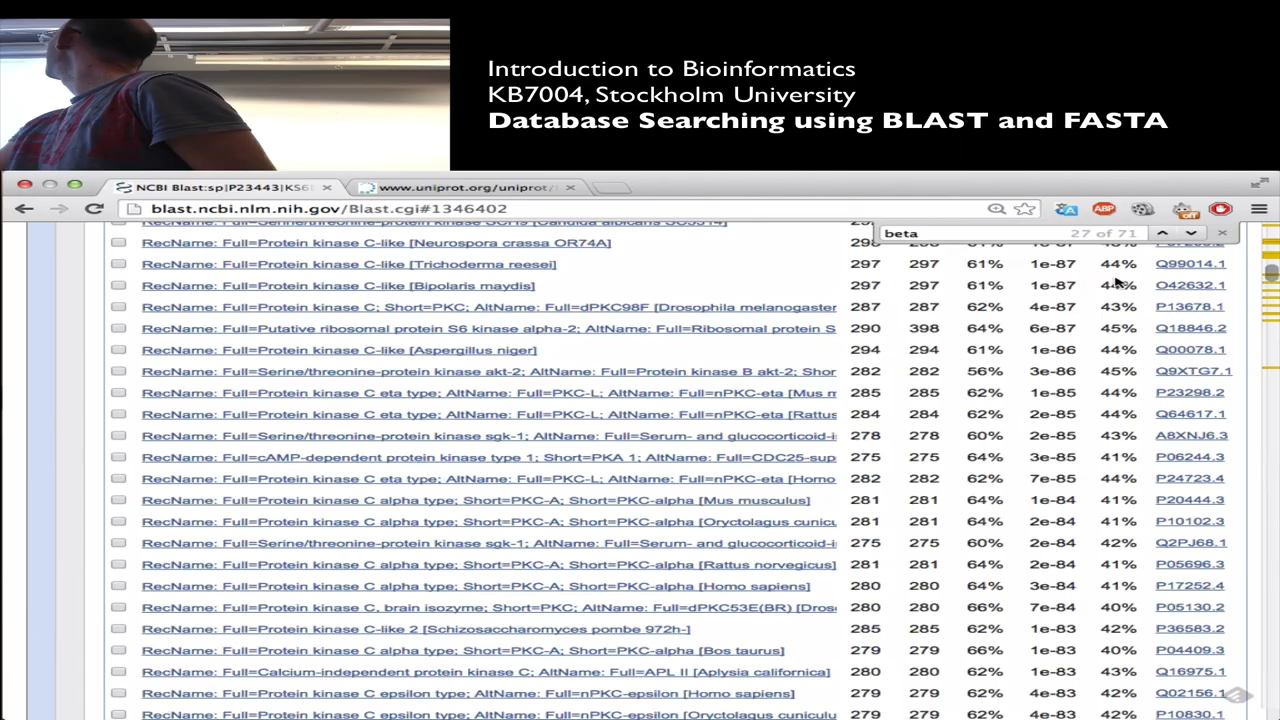 Introduction to Bioinformatics
KB7004, Stockholm University
Database Searching using BLAST and FASTA
NCBI Blast:sp|P23443|KS6
www.uniprot.org/uniprot/
blast.ncbi.nlm.nih.gov/Blast.cgi#1346402
ABP
off
beta 27 of 71
RecName: Full=Protein kinase C-like [Neurospora crassa OR74A] 298
RecName: Full=Protein kinase C-like [Trichoderma reesei] 297 297 61% 1e-87 44% Q99014.1
RecName: Full=Protein kinase C-like [Bipolaris maydis] 297 297 61% 1e-87 44% O42632.1
RecName: Full=Protein kinase C; Short=PKC; AltName: Full=dPKC98F [Drosophila melanogaster 287 287 62% 4e-87 43% P13678.1
RecName: Full=Putative ribosomal protein S6 kinase alpha-2; AltName: Full=Ribosomal protein S 290 398 64% 6e-87 45% Q18846.2
RecName: Full=Protein kinase C-like [Aspergillus niger] 294 294 61% 1e-86 44% Q00078.1
RecName: Full=Serine/threonine-protein kinase akt-2; AltName: Full=Protein kinase B akt-2; Shor 282 282 56% 3e-86 45% Q9XTG7.1
RecName: Full=Protein kinase C eta type; AltName: Full=PKC-L; AltName: Full=nPKC-eta [Mus m 285 285 62% 1e-85 44% P23298.2
RecName: Full=Protein kinase C eta type; AltName: Full=PKC-L; AltName: Full=nPKC-eta [Rattus 284 284 62% 2e-85 44% Q64617.1
RecName: Full=Serine/threonine-protein kinase sgk-1; AltName: Full=Serum- and glucocorticoid-i 278 278 60% 2e-85 43% A8XNJ6.3
RecName: Full=cAMP-dependent protein kinase type 1; Short=PKA 1; AltName: Full=CDC25-sup 275 275 64% 3e-85 41% P06244.3
RecName: Full=Protein kinase C eta type; AltName: Full=PKC-L; AltName: Full=nPKC-eta [Homo 282 282 62% 7e-85 44% P24723.4
RecName: Full=Protein kinase C alpha type; Short=PKC-A; Short=PKC-alpha [Mus musculus] 281 281 64% 1e-84 41% P20444.3
RecName: Full=Protein kinase C alpha type; Short=PKC-A; Short=PKC-alpha [Oryctolagus cunicu 281 281 64% 2e-84 41% P10102.3
RecName: Full=Serine/threonine-protein kinase sgk-1; AltName: Full=Serum- and glucocorticoid-i 275 275 60% 2e-84 42% Q2PJ68.1
RecName: Full=Protein kinase C alpha type; Short=PKC-A; Short=PKC-alpha [Rattus norvegicus] 281 281 64% 2e-84 41% P05696.3
RecName: Full=Protein kinase C alpha type; Short=PKC-A; Short=PKC-alpha [Homo sapiens] 280 280 64% 3e-84 41% P17252.4
RecName: Full=Protein kinase C, brain isozyme; Short=PKC; AltName: Full=dPKC53E(BR) [Dros 280 280 66% 7e-84 40% P05130.2
RecName: Full=Protein kinase C-like 2 [Schizosaccharomyces pombe 972h-] 285 285 62% 1e-83 42% P36583.2
RecName: Full=Protein kinase C alpha type; Short=PKC-A; Short=PKC-alpha [Bos taurus] 279 279 66% 1e-83 40% P04409.3
RecName: Full=Calcium-independent protein kinase C; AltName: Full=APL II [Aplysia californica] 280 280 62% 1e-83 43% Q16975.1
RecName: Full=Protein kinase C epsilon type; AltName: Full=nPKC-epsilon [Homo sapiens] 279 279 62% 4e-83 42% Q02156.1
RecName: Full=Protein kinase C epsilon type; AltName: Full=nPKC-epsilon [Oryctolagus cuniculu 279 279 62% 4e-83 42% P10830.1